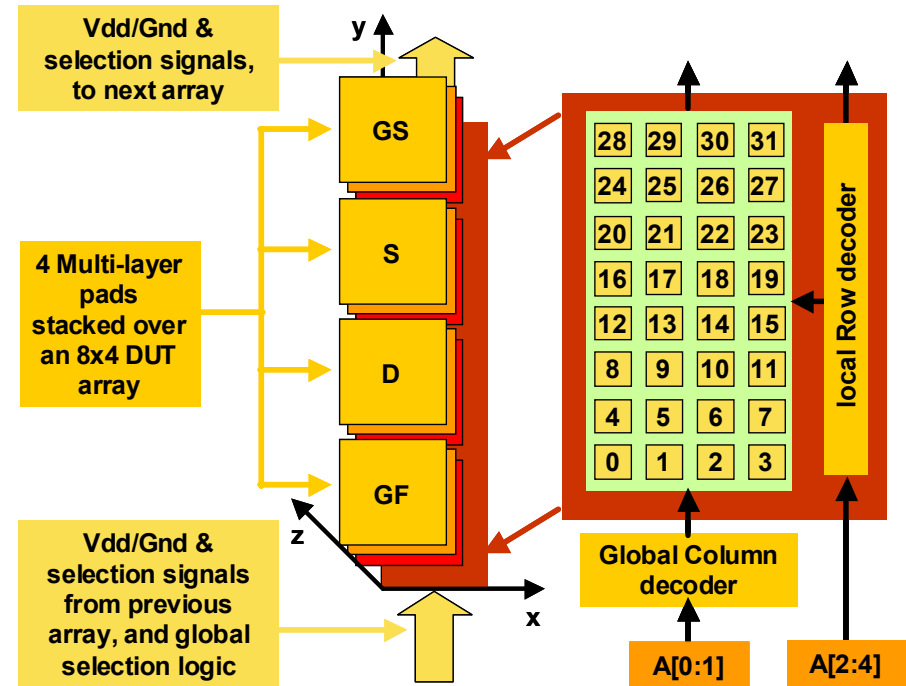 Vdd/Gnd &
selection signals,
to next array
y
GS
S
D
GF
4 Multi-layer
pads
stacked over
an 8x4 DUT
array
Vdd/Gnd &
selection signals
from previous
array, and global
selection logic
z
x
28 29 30 31
24 25 26 27
20 21 22 23
16 17 18 19
12 13 14 15
8 9 10 11
4 5 6 7
0 1 2 3
local Row decoder
Global Column
decoder
A[0:1]
A[2:4]